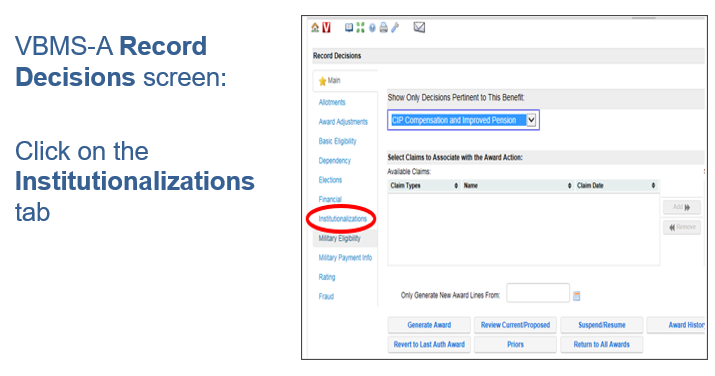 VBMS-A Record
Decisions screen:
Click on the
Institutionalizations
tab
Record Decisions
Main
Allotments
Award Adjustments
Basic Eligibility
Dependency
Elections
Financial
Institutionalizations
Military Eligibility
Military Payment Info
Rating
Fraud
Show Only Decisions Pertinent to This Benefit:
CIP Compensation and Improved Pension
Select Claims to Associate with the Award Action:
Available Claims:
Claim Types Name Claim Date
Add
Remove
Only Generate New Award Lines From:
Generate Award Review Current/Proposed Suspend/Resume Award Histor
Revert to Last Auth Award Priors Return to All Awards